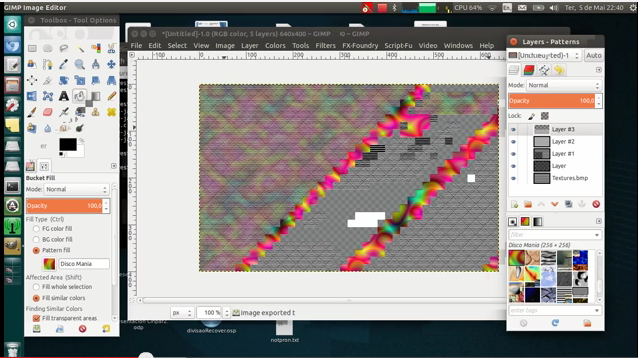 GIMP Image Editor
CPU 64%
En
Ter, 5 de Mai 22:40
Toolbox - Tool Options
*[Untitled]-1.0 (RGB color, 5 layers) 640x400 – GIMP
File Edit Select View Image Layer Colors Tools Filters FX-Foundry Script-Fu Video Windows Help
Layers - Patterns
Auto
Mode: Normal
Opacity 100,0
Lock:
Layer #3
Layer #2
Layer #1
Layer
Textures.bmp
Bucket Fill
Mode: Normal
Opacity 100,0
Fill Type (Ctrl)
FG color fill
BG color fill
Pattern fill
Disco Mania
Affected Area (Shift)
Fill whole selection
Fill similar colors
Finding Similar Colors
Fill transparent areas
filter
Disco Mania (256 × 256)
enter tags
px
100 %
Image exported t
divisaoRecover.osp
.odp
notpron.txt